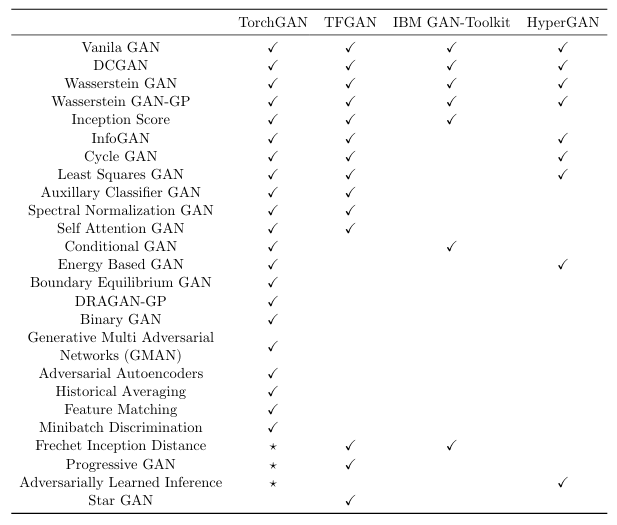 TorchGAN TFGAN IBM GAN-Toolkit HyperGAN
Vanila GAN ✓ ✓ ✓ ✓
DCGAN ✓ ✓ ✓ ✓
Wasserstein GAN ✓ ✓ ✓ ✓
Wasserstein GAN-GP ✓ ✓ ✓ ✓
Inception Score ✓ ✓ ✓
InfoGAN ✓ ✓ ✓
Cycle GAN ✓ ✓ ✓
Least Squares GAN ✓ ✓ ✓
Auxillary Classifier GAN ✓ ✓
Spectral Normalization GAN ✓ ✓
Self Attention GAN ✓ ✓
Conditional GAN ✓ ✓
Energy Based GAN ✓ ✓
Boundary Equilibrium GAN ✓
DRAGAN-GP ✓
Binary GAN ✓
Generative Multi Adversarial
Networks (GMAN) ✓
Adversarial Autoencoders ✓
Historical Averaging ✓
Feature Matching ✓
Minibatch Discrimination ✓
Frechet Inception Distance ⋆ ✓ ✓
Progressive GAN ⋆ ✓
Adversarially Learned Inference ⋆ ✓
Star GAN ✓